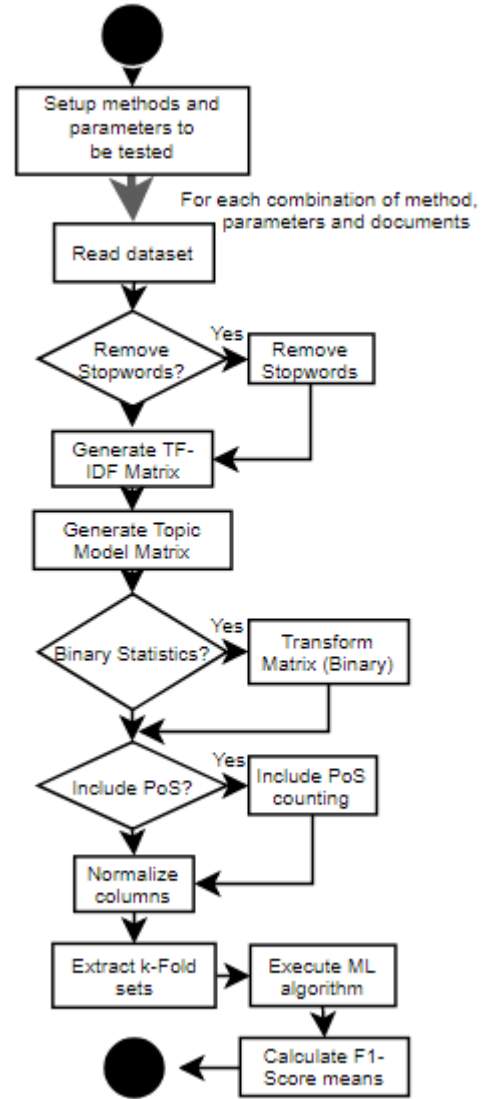 Setup methods and
parameters to
be tested
For each combination of method,
parameters and documents
Read dataset
Remove
Stopwords?
Yes
Remove
Stopwords
Generate TF-
IDF Matrix
Generate Topic
Model Matrix
Binary Statistics?
Yes
Transform
Matrix (Binary)
Include PoS?
Yes
Include PoS
counting
Normalize
columns
Extract k-Fold
sets
Execute ML
algorithm
Calculate F1-
Score means